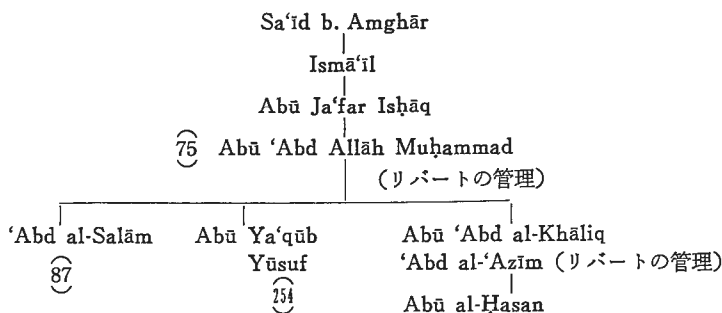 Sa‘īd b. Amghār
Ismā‘īl
Abū Ja‘far Isḥāq
(75) Abū ‘Abd Allāh Muḥammad
(リバートの管理)
‘Abd al-Salām Abū Ya‘qūb Abū ‘Abd al-Khāliq
(87) Yūsuf ‘Abd al-‘Azīm (リバートの管理)
(254) Abū al-Ḥasan